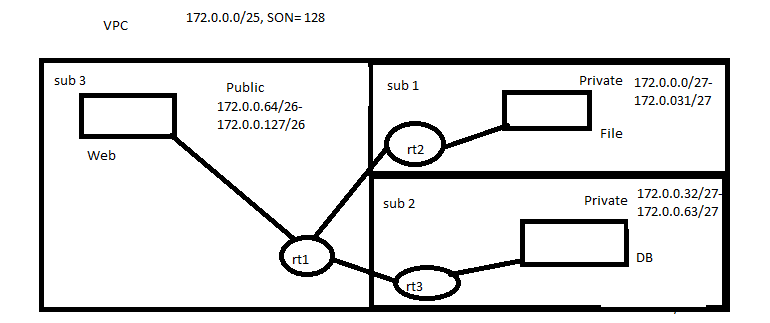 VPC
172.0.0.0/25, SON= 128
sub 3
Public
172.0.0.64/26-
172.0.0.127/26
Web
rt1
sub 1
Private
172.0.0.0/27-
172.0.031/27
rt2
File
sub 2
Private
172.0.0.32/27-
172.0.0.63/27
rt3
DB